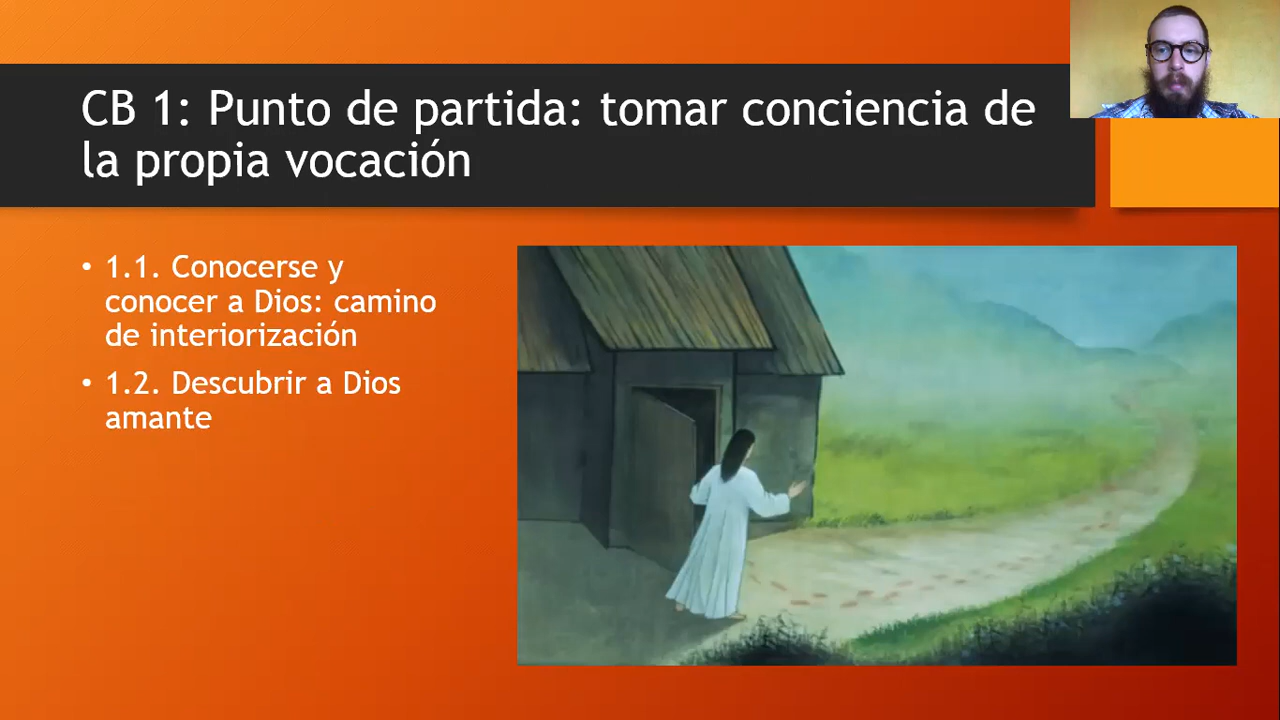 CB 1: Punto de partida: tomar conciencia de
la propia vocación
• 1.1. Conocerse y
conocer a Dios: camino
de interiorización
• 1.2. Descubrir a Dios
amante